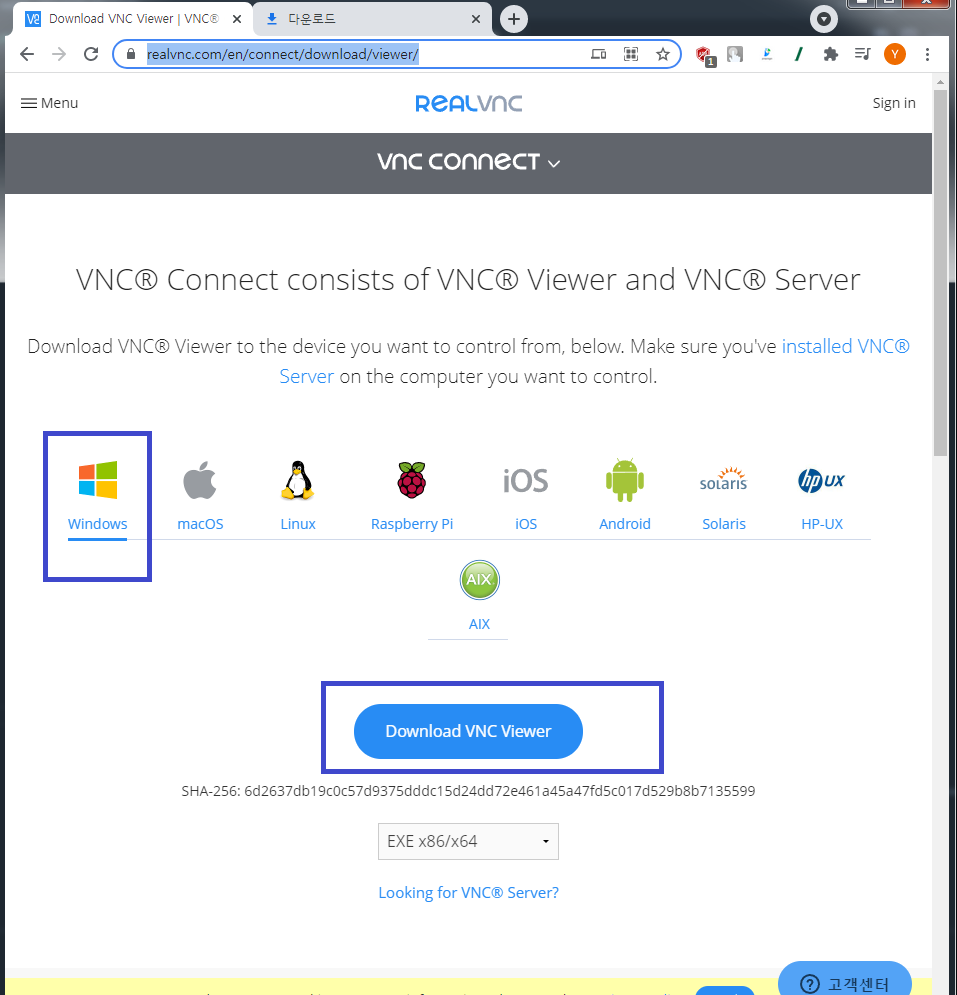 Download VNC Viewer | VNC®
다운로드
realvnc.com/en/connect/download/viewer/
1
Y
Menu
REALVNC
Sign in
VNC CONNECT
VNC® Connect consists of VNC® Viewer and VNC® Server
Download VNC® Viewer to the device you want to control from, below. Make sure you've installed VNC®
Server on the computer you want to control.
iOS
solaris
hp UX
Windows
macOS
Linux
Raspberry Pi
iOS
Android
Solaris
HP-UX
AIX
AIX
Download VNC Viewer
SHA-256: 6d2637db19c0c57d9375dddc15d24dd72e461a45a47fd5c017d529b8b7135599
EXE x86/x64
Looking for VNC® Server?
? 고객센터